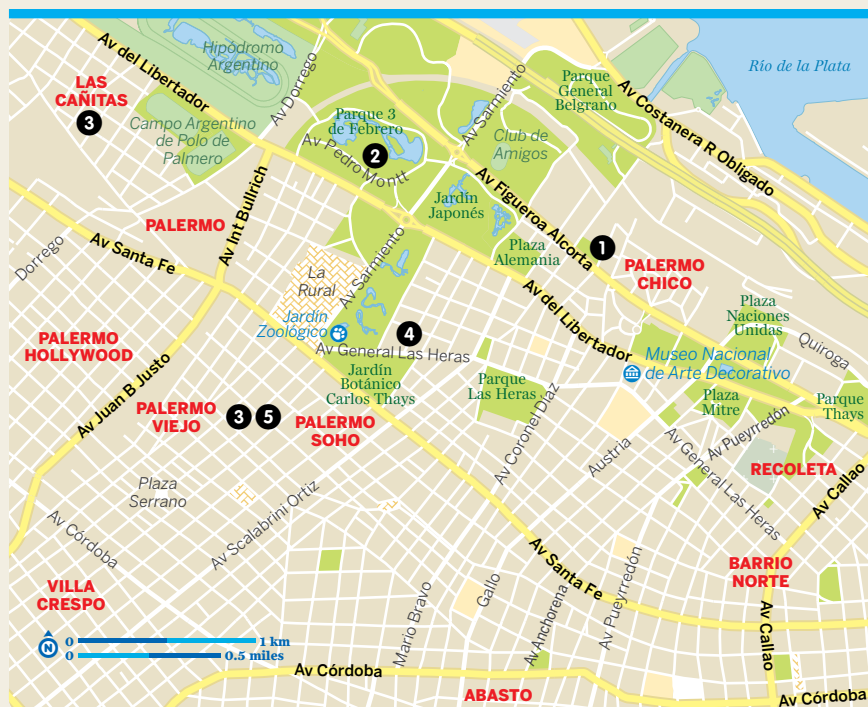 Hipódromo
Argentino
Av del Libertador
Río de la Plata
LAS
CAÑITAS
3
Av Dorrego
Parque
General
Belgrano
Av Costanera R Obligado
Av Sarmiento
Parque 3
de Febrero
Campo Argentino
de Polo de
Palmero
2
Av Pedro Montt
Club de
Amigos
Av Figueroa Alcorta
Jardín
Japonés
PALERMO
Av Int Bullrich
Av Santa Fe
Dorrego
Plaza
Alemania
1
PALERMO
CHICO
La
Rural
Av Sarmiento
Av del Libertador
Plaza
Naciones
Unidas
Jardín
Zoológico
4
Quiroga
PALERMO
HOLLYWOOD
Av General Las Heras
Museo Nacional
de Arte Decorativo
Jardín
Botánico
Carlos Thays
Parque
Las Heras
Av Juan B Justo
Plaza
Mitre
Parque
Thays
PALERMO
VIEJO
3
5
PALERMO
SOHO
Av Coronel Díaz
Austria
Av Pueyrredón
Av General Las Heras
RECOLETA
Av Callao
Plaza
Serrano
Av Scalabrini Ortiz
Av Córdoba
Av Santa Fe
BARRIO
NORTE
VILLA
CRESPO
Mario Bravo
Gallo
Av Anchorena
Av Pueyrredón
Av Callao
N
0 1 km
0 0.5 miles
Av Córdoba
ABASTO
Av Córdoba